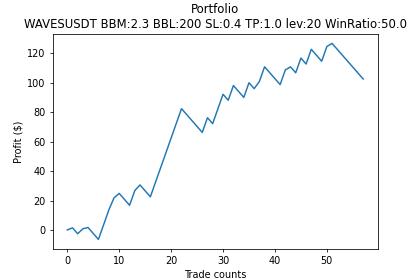 Portfolio
WAVESUSDT BBM:2.3 BBL:200 SL:0.4 TP:1.0 lev:20 WinRatio:50.0
120
100
80
60
40
20
0
Profit ($)
0 10 20 30 40 50
Trade counts